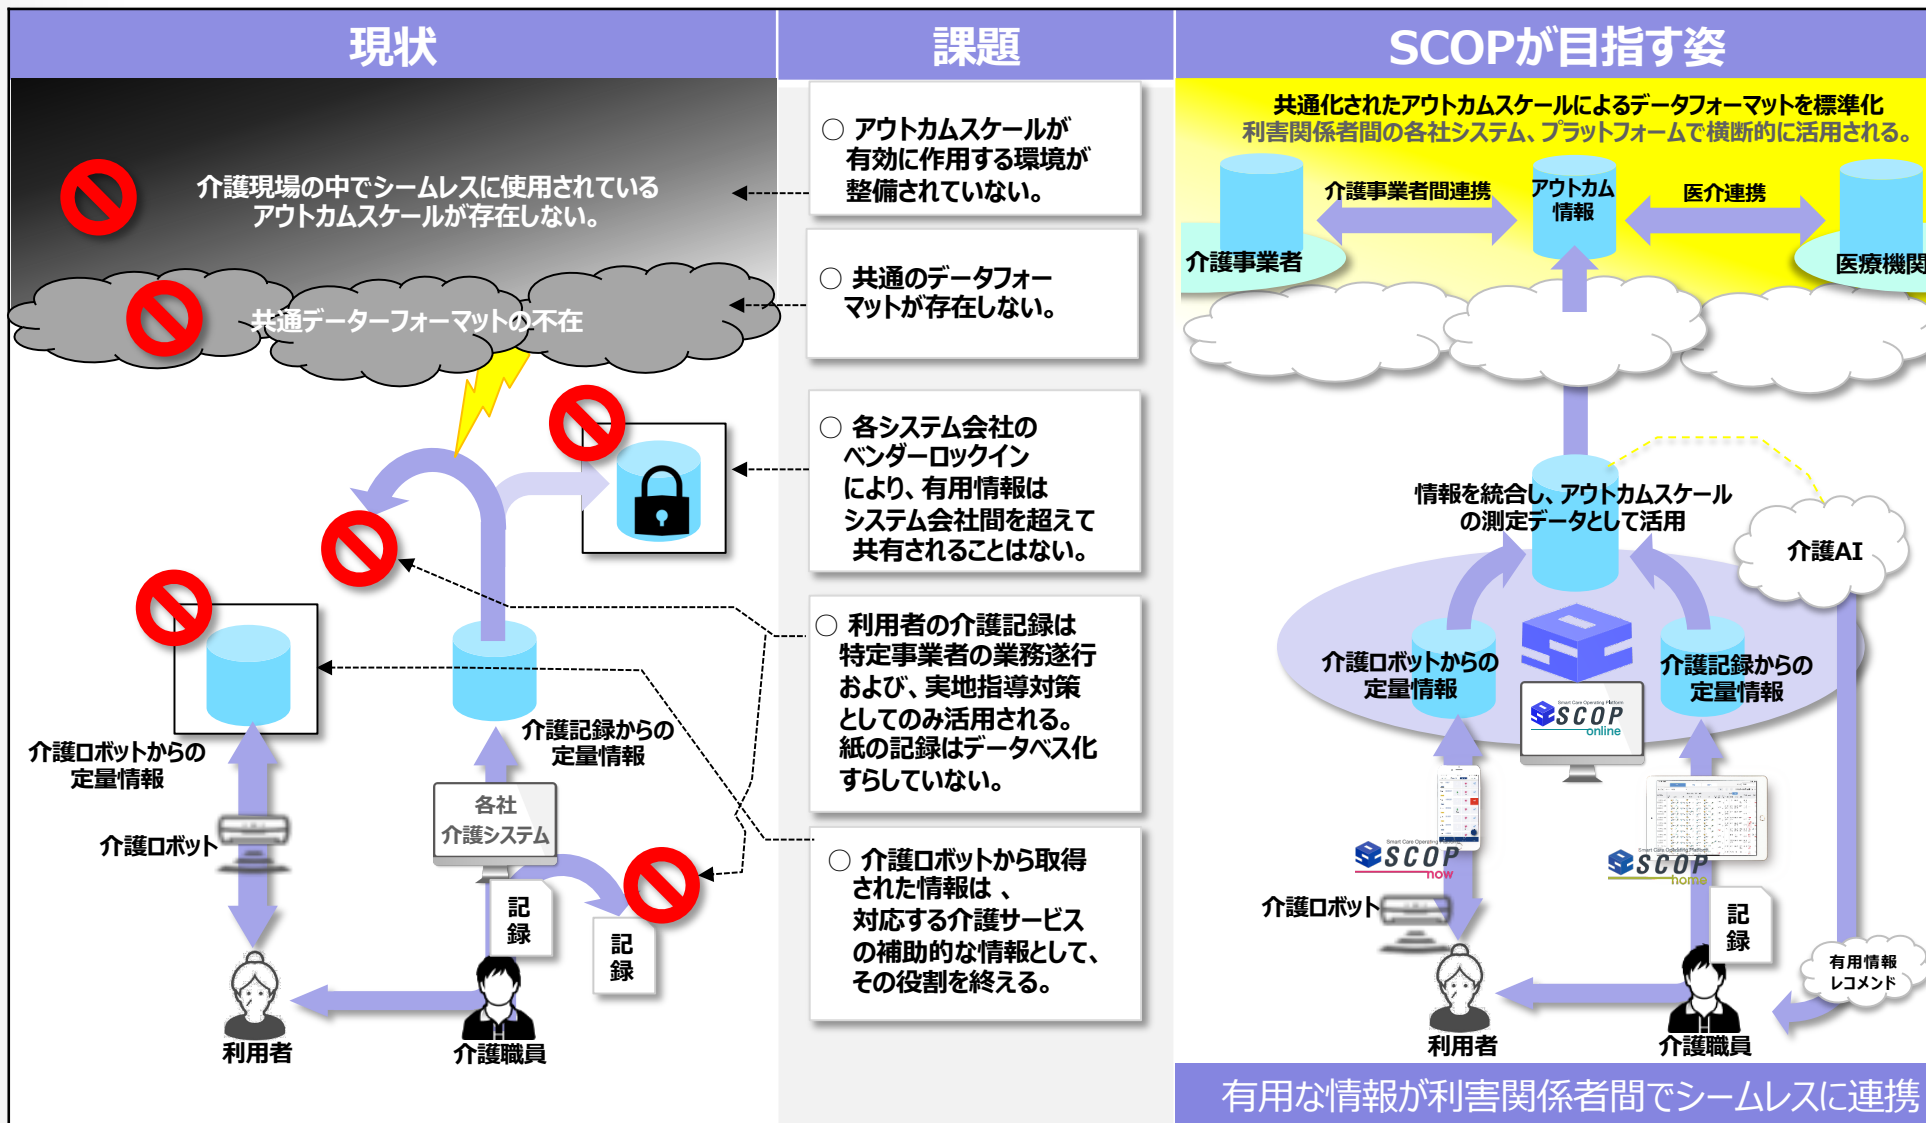 現状
介護現場の中でシームレスに使用されている
アウトカムスケールが存在しない。
共通データーフォーマットの不在
介護ロボットからの
定量情報
介護記録からの
定量情報
各社
介護システム
介護ロボット
記
録
記
録
利用者
介護職員
課題
○ アウトカムスケールが
有効に作用する環境が
整備されていない。
○ 共通のデータフォー
マットが存在しない。
○ 各システム会社の
ベンダーロックイン
により、有用情報は
システム会社間を超えて
共有されることはない。
○ 利用者の介護記録は
特定事業者の業務遂行
および、実地指導対策
としてのみ活用される。
紙の記録はデータベス化
すらしていない。
○ 介護ロボットから取得
された情報は 、
対応する介護サービス
の補助的な情報として、
その役割を終える。
SCOPが目指す姿
共通化されたアウトカムスケールによるデータフォーマットを標準化
利害関係者間の各社システム、プラットフォームで横断的に活用される。
介護事業者間連携
アウトカム
情報
医介連携
介護事業者
医療機関
情報を統合し、アウトカムスケール
の測定データとして活用
介護AI
介護ロボットからの
定量情報
介護記録からの
定量情報
Smart Care Operating Platform
SCOP
online
Smart Care Operating Platform
SCOP
now
Smart Care Operating Platform
SCOP
home
介護ロボット
記
録
有用情報
レコメンド
利用者
介護職員
有用な情報が利害関係者間でシームレスに連携